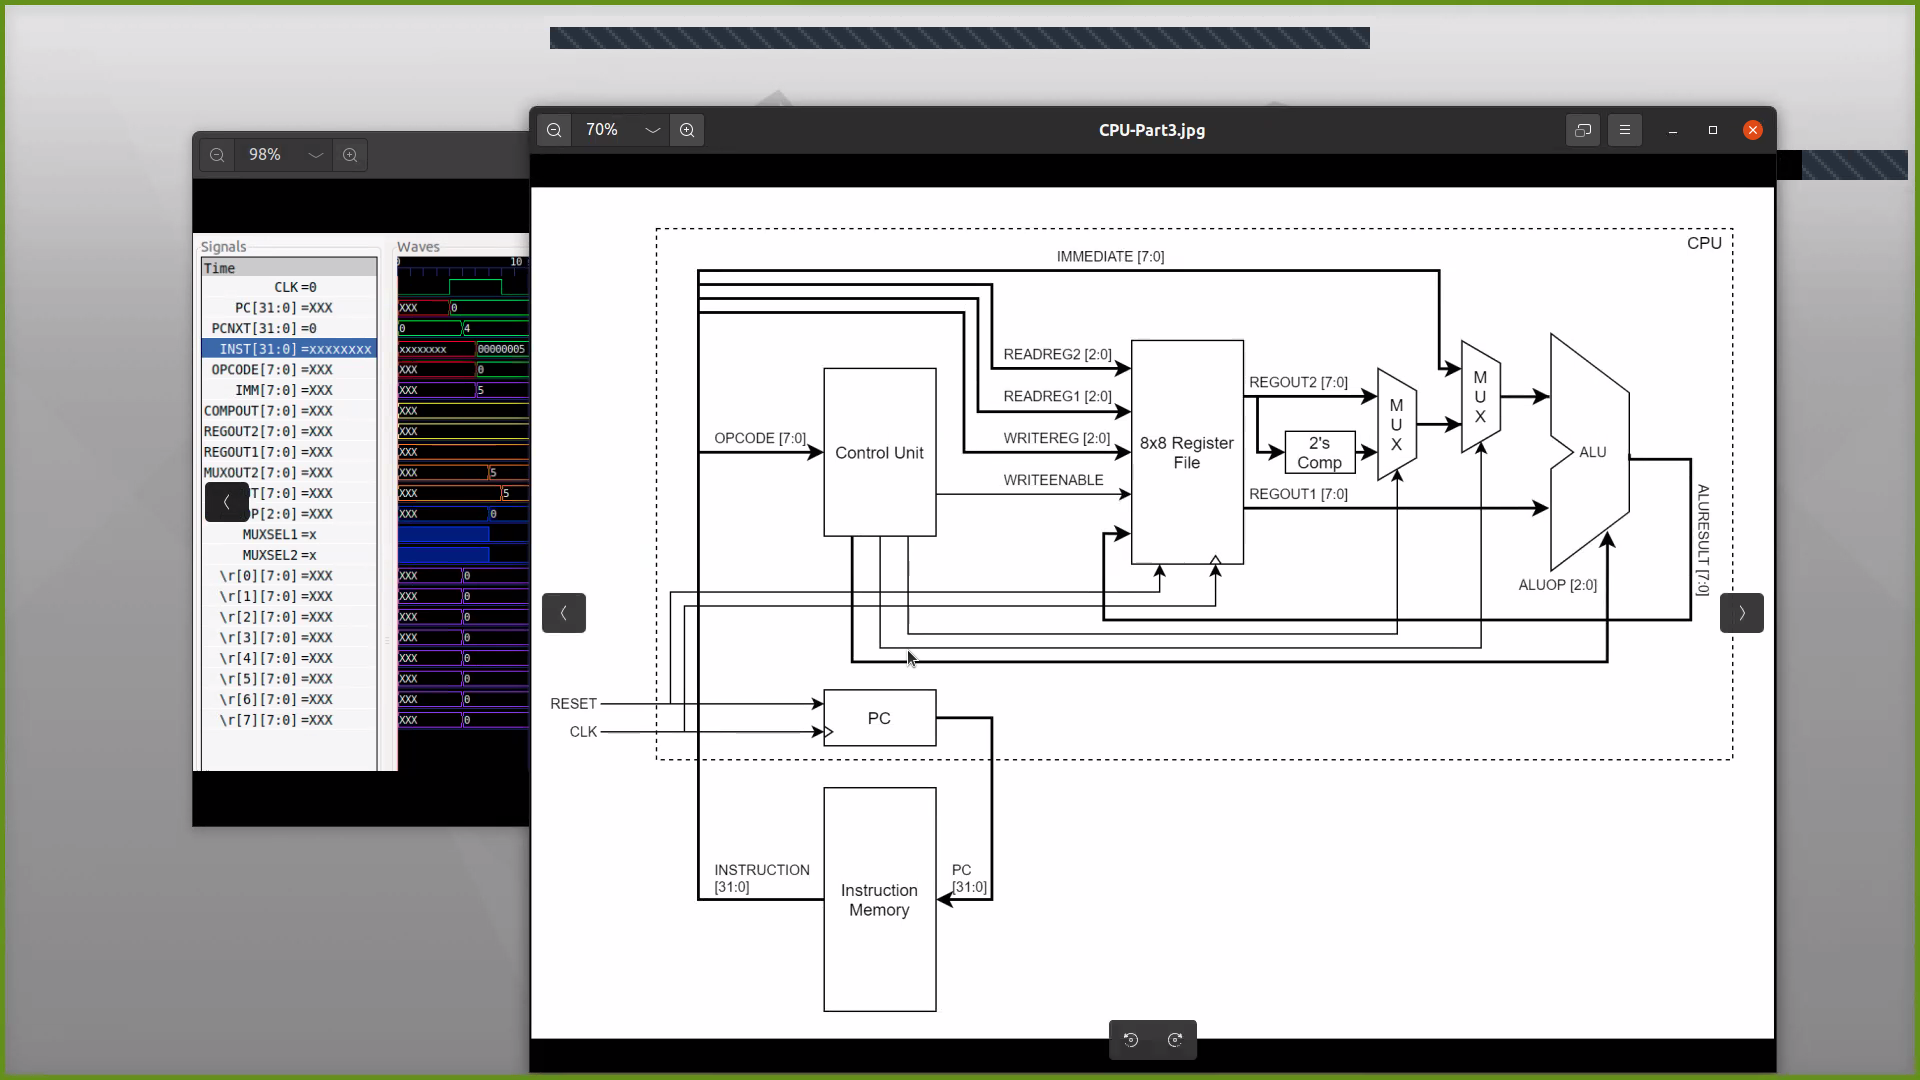 98%
Signals
Waves
Time
10
CLK=0
PC[31:0]=XXX
XXX 0
PCNXT[31:0]=0
0 4
INST[31:0]=xxxxxxxx
xxxxxxxx 00000005
OPCODE[7:0]=XXX
XXX 0
IMM[7:0]=XXX
XXX 5
COMPOUT[7:0]=XXX
XXX
REGOUT2[7:0]=XXX
XXX
REGOUT1[7:0]=XXX
XXX
MUXOUT2[7:0]=XXX
XXX 5
T[7:0]=XXX
XXX 5
P[2:0]=XXX
XXX 0
MUXSEL1=x
MUXSEL2=x
\r[0][7:0]=XXX
XXX 0
\r[1][7:0]=XXX
XXX 0
\r[2][7:0]=XXX
XXX 0
\r[3][7:0]=XXX
XXX 0
\r[4][7:0]=XXX
XXX 0
\r[5][7:0]=XXX
XXX 0
\r[6][7:0]=XXX
XXX 0
\r[7][7:0]=XXX
XXX 0
70%
CPU-Part3.jpg
CPU
IMMEDIATE [7:0]
READREG2 [2:0]
READREG1 [2:0]
WRITEREG [2:0]
WRITEENABLE
OPCODE [7:0]
Control Unit
8x8 Register
File
REGOUT2 [7:0]
2's
Comp
REGOUT1 [7:0]
MUX
MUX
ALU
ALURESULT [7:0]
ALUOP [2:0]
RESET
CLK
PC
INSTRUCTION
[31:0]
Instruction
Memory
PC
[31:0]